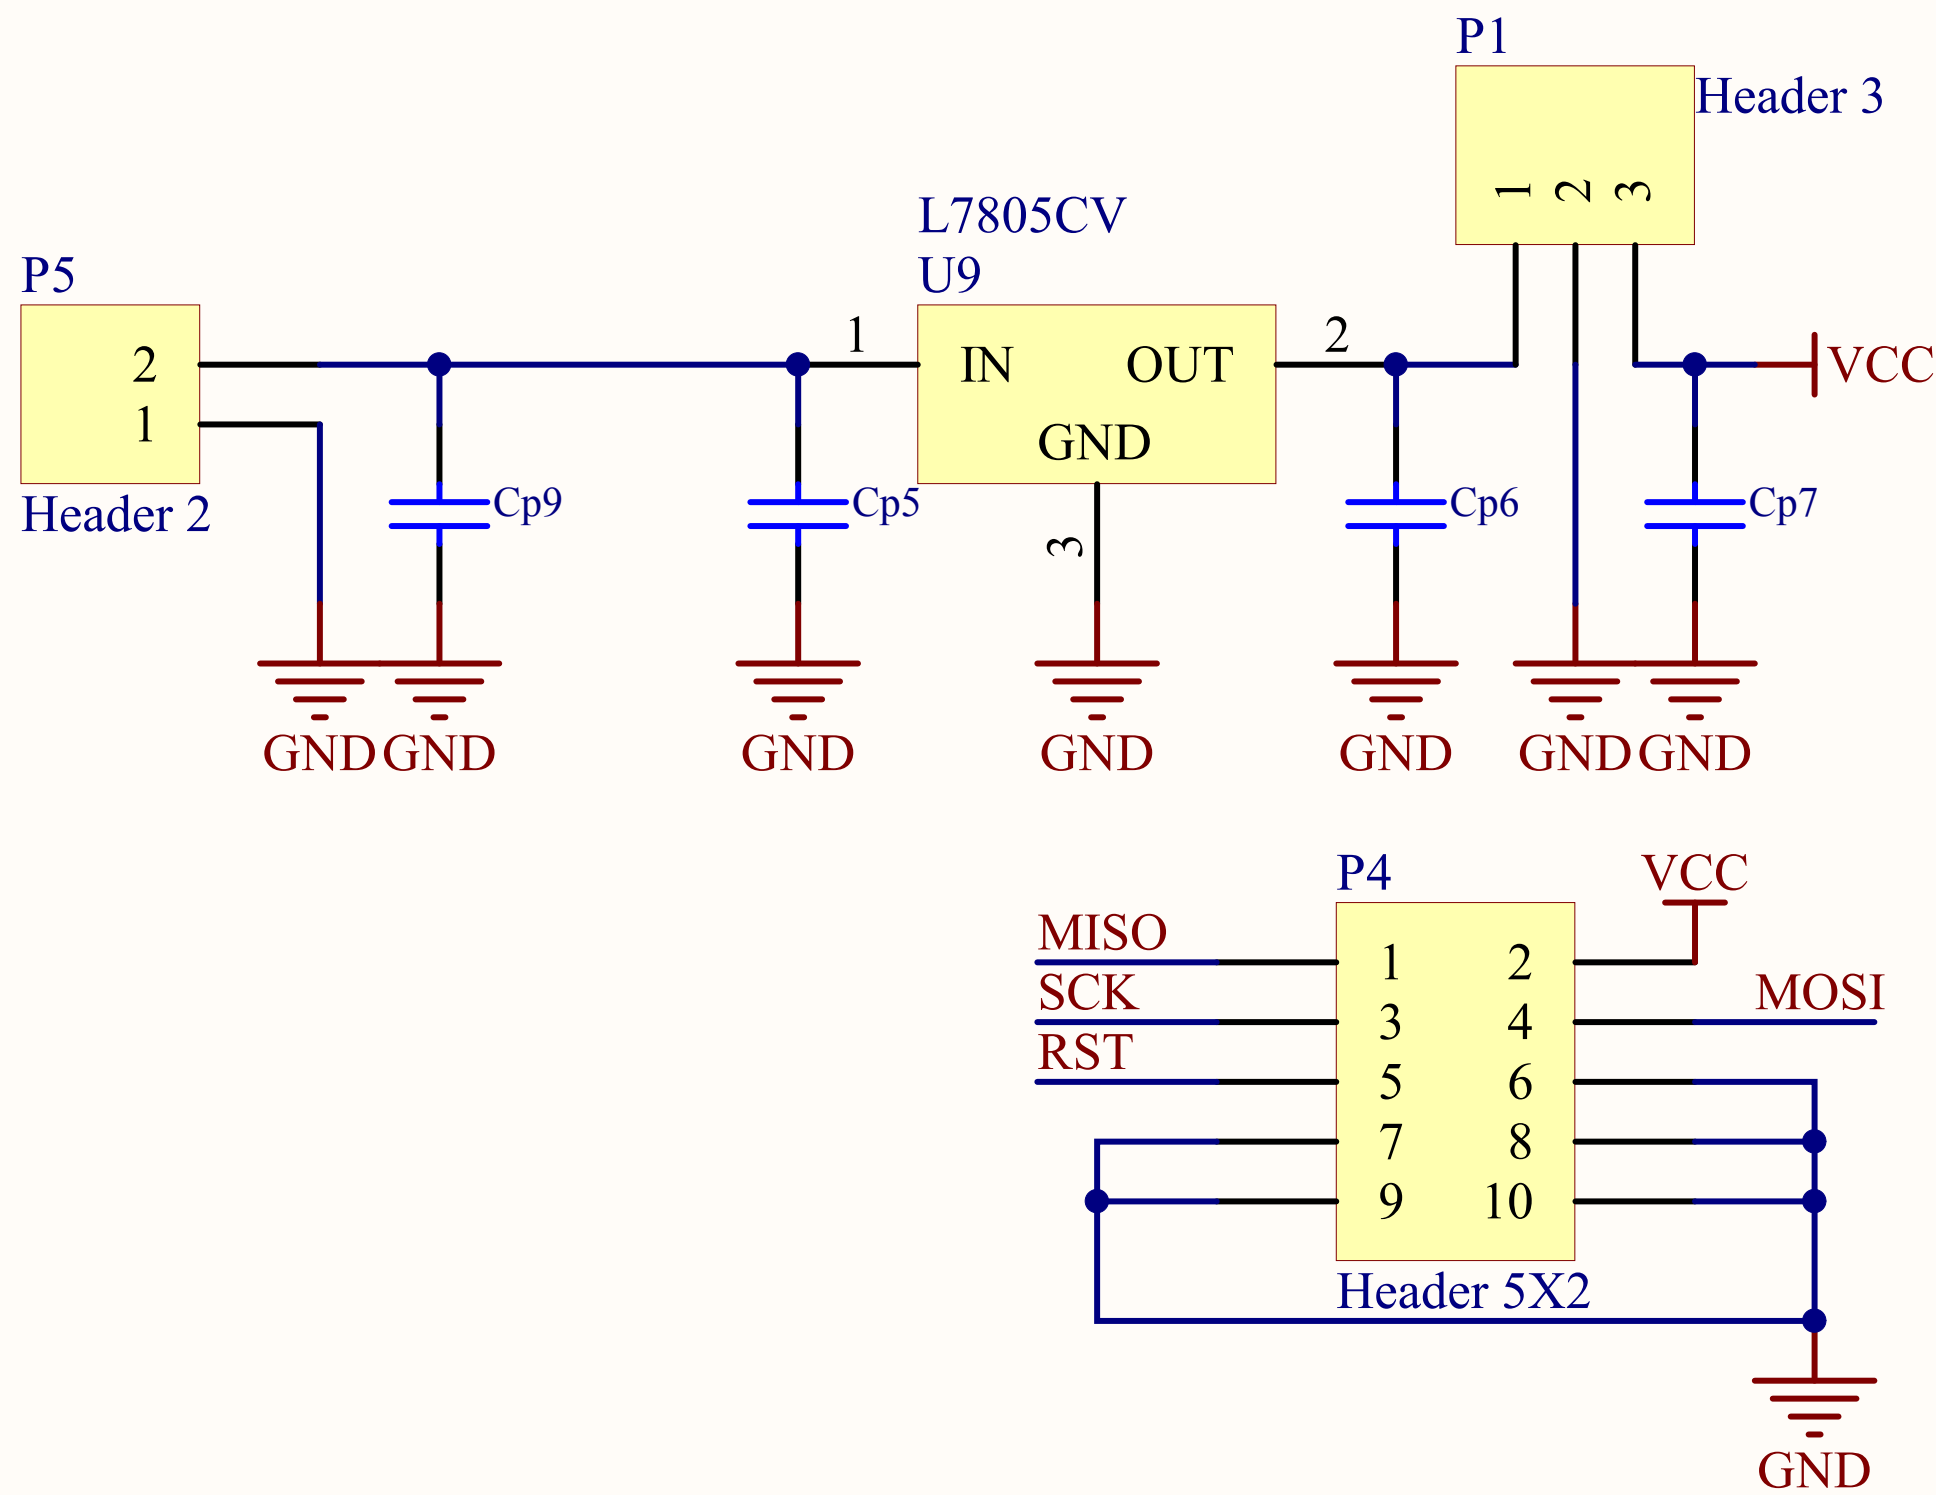 P1
Header 3
1 2 3
L7805CV
U9
P5
2
1
Header 2
1
IN
OUT
GND
2
3
VCC
Cp9
Cp5
Cp6
Cp7
GND GND GND GND GND GND GND
P4
VCC
MISO
1 2
SCK
MOSI
3 4
RST
5 6
7 8
9 10
Header 5X2
GND